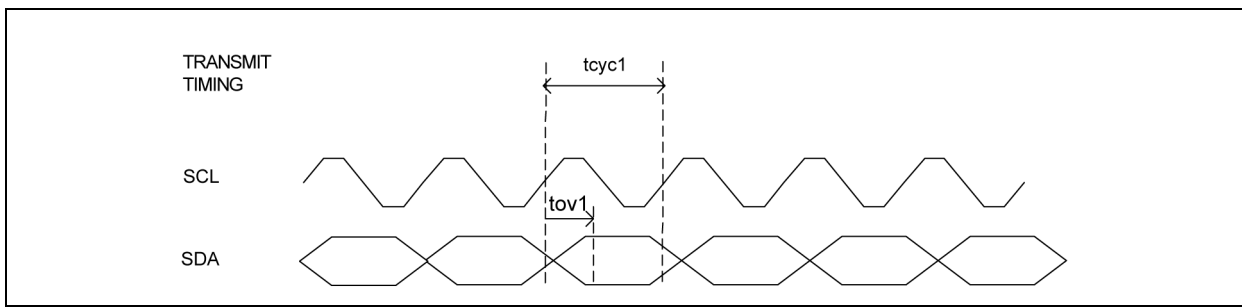 TRANSMIT
TIMING
tcyc1
SCL
tov1
SDA